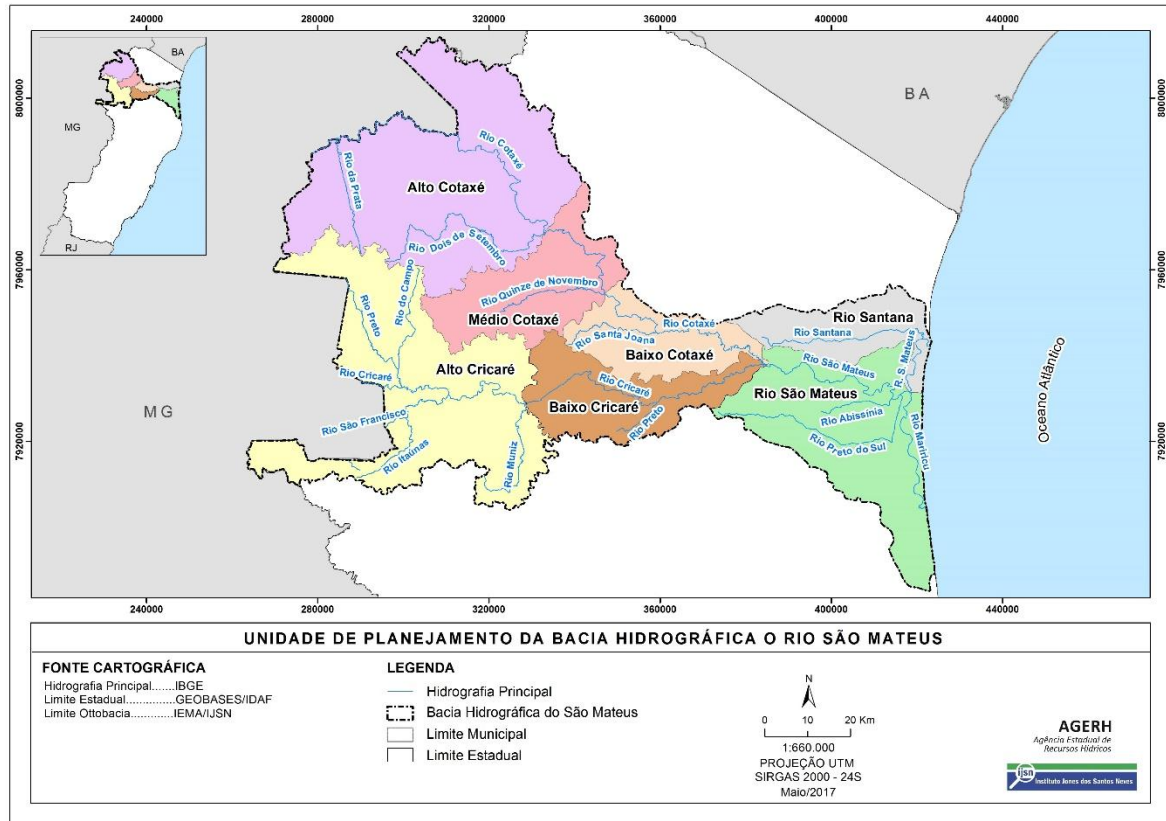 240000 280000 320000 360000 400000 440000
8000000
7960000
7920000
8000000
7960000
7920000
BA
MG
RJ
BA
MG
Oceano Atlântico
Rio Cotaxé
Rio da Prata
Alto Cotaxé
Rio Dois de Setembro
Rio do Campo
Rio Quinze de Novembro
Médio Cotaxé
Rio Preto
Rio Santana
Rio Santana
Rio Cotaxé
Rio Santa Joana
Baixo Cotaxé
R. S. Mateus
Rio São Mateus
Alto Cricaré
Rio Cricaré
Rio Cricaré
Rio São Mateus
Baixo Cricaré
Rio Preto
Rio Abissínia
Rio São Francisco
Rio Preto do Sul
Rio Mariricu
Rio Itaúnas
Rio Muniz
240000 280000 320000 360000 400000 440000
UNIDADE DE PLANEJAMENTO DA BACIA HIDROGRÁFICA O RIO SÃO MATEUS
FONTE CARTOGRÁFICA
Hidrografia Principal......IBGE
Limite Estadual..............GEOBASES/IDAF
Limite Ottobacia............IEMA/IJSN
LEGENDA
Hidrografia Principal
Bacia Hidrográfica do São Mateus
Limite Municipal
Limite Estadual
N
0 10 20 Km
1:660.000
PROJEÇÃO UTM
SIRGAS 2000 - 24S
Maio/2017
AGERH
Agência Estadual de
Recursos Hídricos
ijsn
Instituto Jones dos Santos Neves